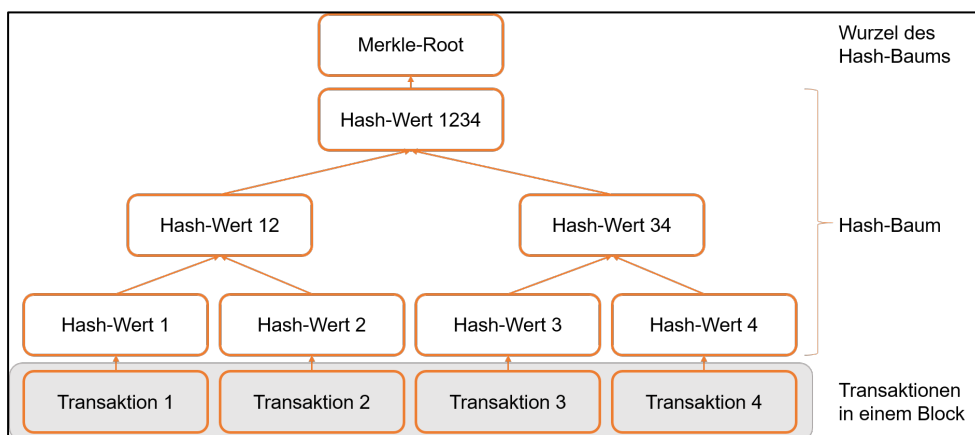 Merkle-Root
Wurzel des
Hash-Baums
Hash-Wert 1234
Hash-Wert 12
Hash-Wert 34
Hash-Baum
Hash-Wert 1
Hash-Wert 2
Hash-Wert 3
Hash-Wert 4
Transaktion 1
Transaktion 2
Transaktion 3
Transaktion 4
Transaktionen
in einem Block